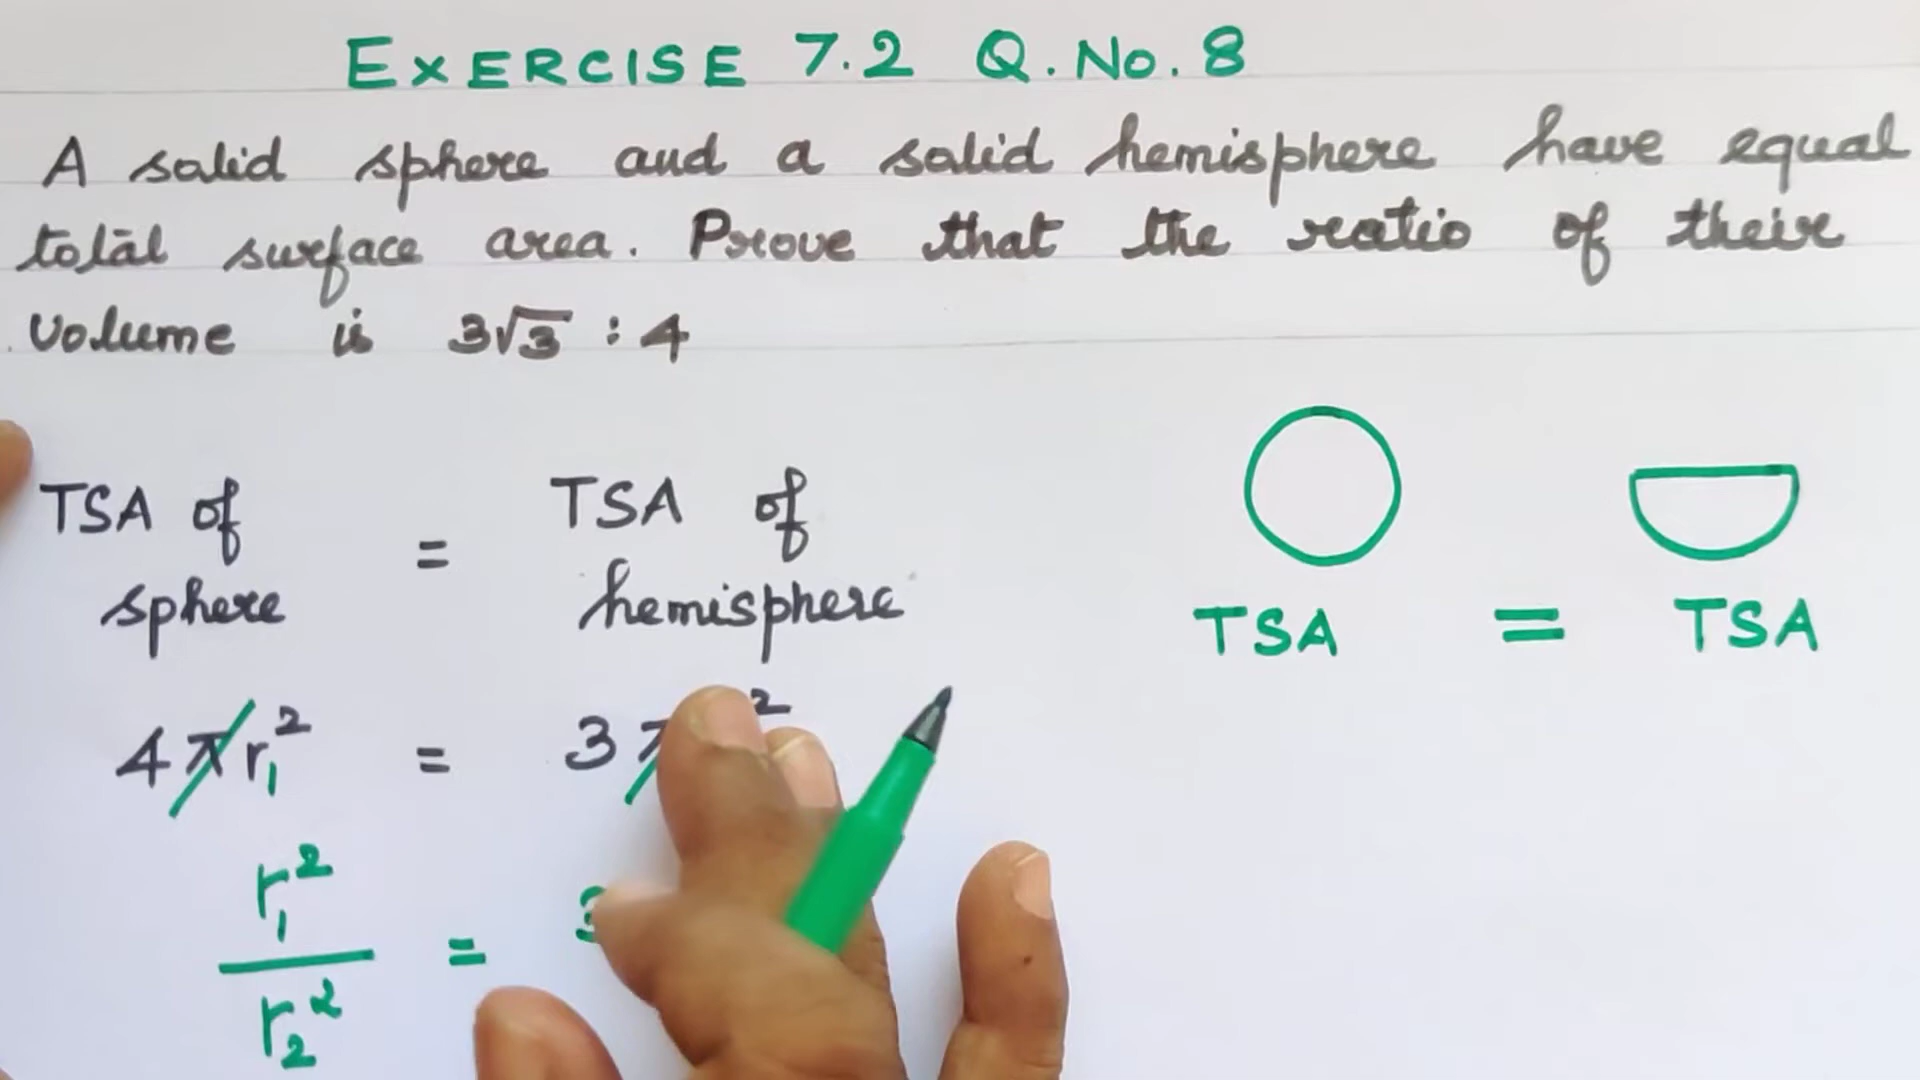 EXERCISE 7.2 Q.No.8
A solid sphere and a solid hemisphere have equal
total surface area. Prove that the ratio of their
volume is 3√3 : 4
TSA of sphere = TSA of hemisphere
TSA = TSA
4πr₁² = 3 ²
r₁²/r₂² =